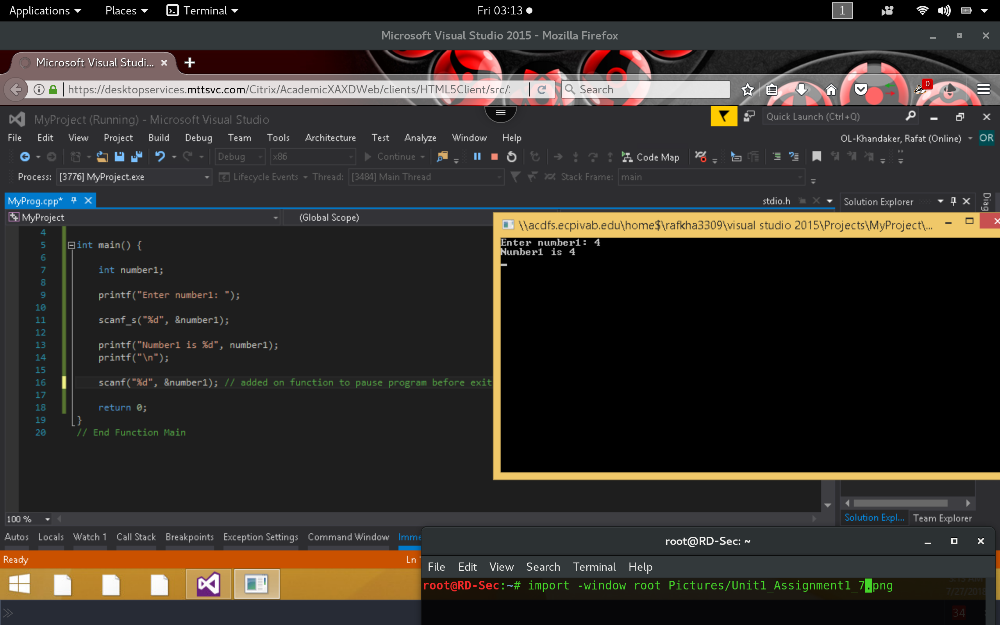 Applications Places Terminal Fri 03:13 1
Microsoft Visual Studio 2015 - Mozilla Firefox
Microsoft Visual Studi...
https://desktopservices.mttsvc.com/Citrix/AcademicXAXDWeb/clients/HTML5Client/src/ Search 0
MyProject (Running) - Microsoft Visual Studio Quick Launch (Ctrl+Q)
File Edit View Project Build Debug Team Tools Architecture Test Analyze Window Help OL-Khandaker, Rafat (Online) OR
Debug x86 Continue Code Map
Process: [3776] MyProject.exe Lifecycle Events Thread: [3484] Main Thread Stack Frame: main
MyProg.cpp* stdio.h Solution Explorer Diag
MyProject (Global Scope)
\\acdfs.ecpivab.edu\home$\rafkha3309\visual studio 2015\Projects\MyProject\...
Enter number1: 4
Number1 is 4
4
5 int main() {
6
7 int number1;
8
9 printf("Enter number1: ");
10
11 scanf_s("%d", &number1);
12
13 printf("Number1 is %d", number1);
14 printf("\n");
15
16 scanf("%d", &number1); // added on function to pause program before exit
17
18 return 0;
19 }
20 // End Function Main
100 %
Solution Expl... Team Explorer
Autos Locals Watch 1 Call Stack Breakpoints Exception Settings Command Window Imme
Ready Ln
root@RD-Sec: ~
File Edit View Search Terminal Help
root@RD-Sec:~# import -window root Pictures/Unit1_Assignment1_7.png
7/27/2018
34